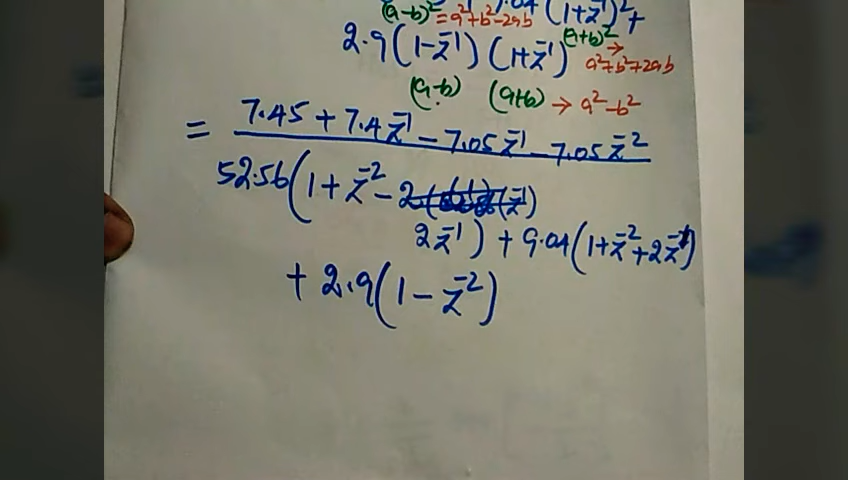 (a-b)² = a²+b²-2ab (1+z⁻¹)² +
2.9(1-z⁻¹)(1+z⁻¹) (a+b)² →
a²+b²+2ab
(a-b) (a+b) → a²-b²
= 7.45 + 7.4z⁻¹ - 7.05z⁻¹ - 7.05z⁻²
52.56(1+z⁻² - 2
2z⁻¹) + 9.04(1+z⁻²+2z⁻¹)
+ 2.9(1-z⁻²)